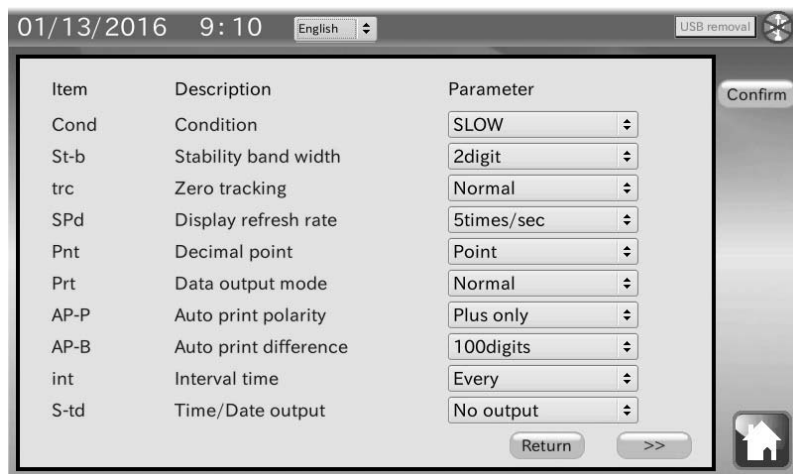 01/13/2016 9:10 English USB removal
Item Description Parameter
Confirm
Cond Condition SLOW
St-b Stability band width 2digit
trc Zero tracking Normal
SPd Display refresh rate 5times/sec
Pnt Decimal point Point
Prt Data output mode Normal
AP-P Auto print polarity Plus only
AP-B Auto print difference 100digits
int Interval time Every
S-td Time/Date output No output
Return >>